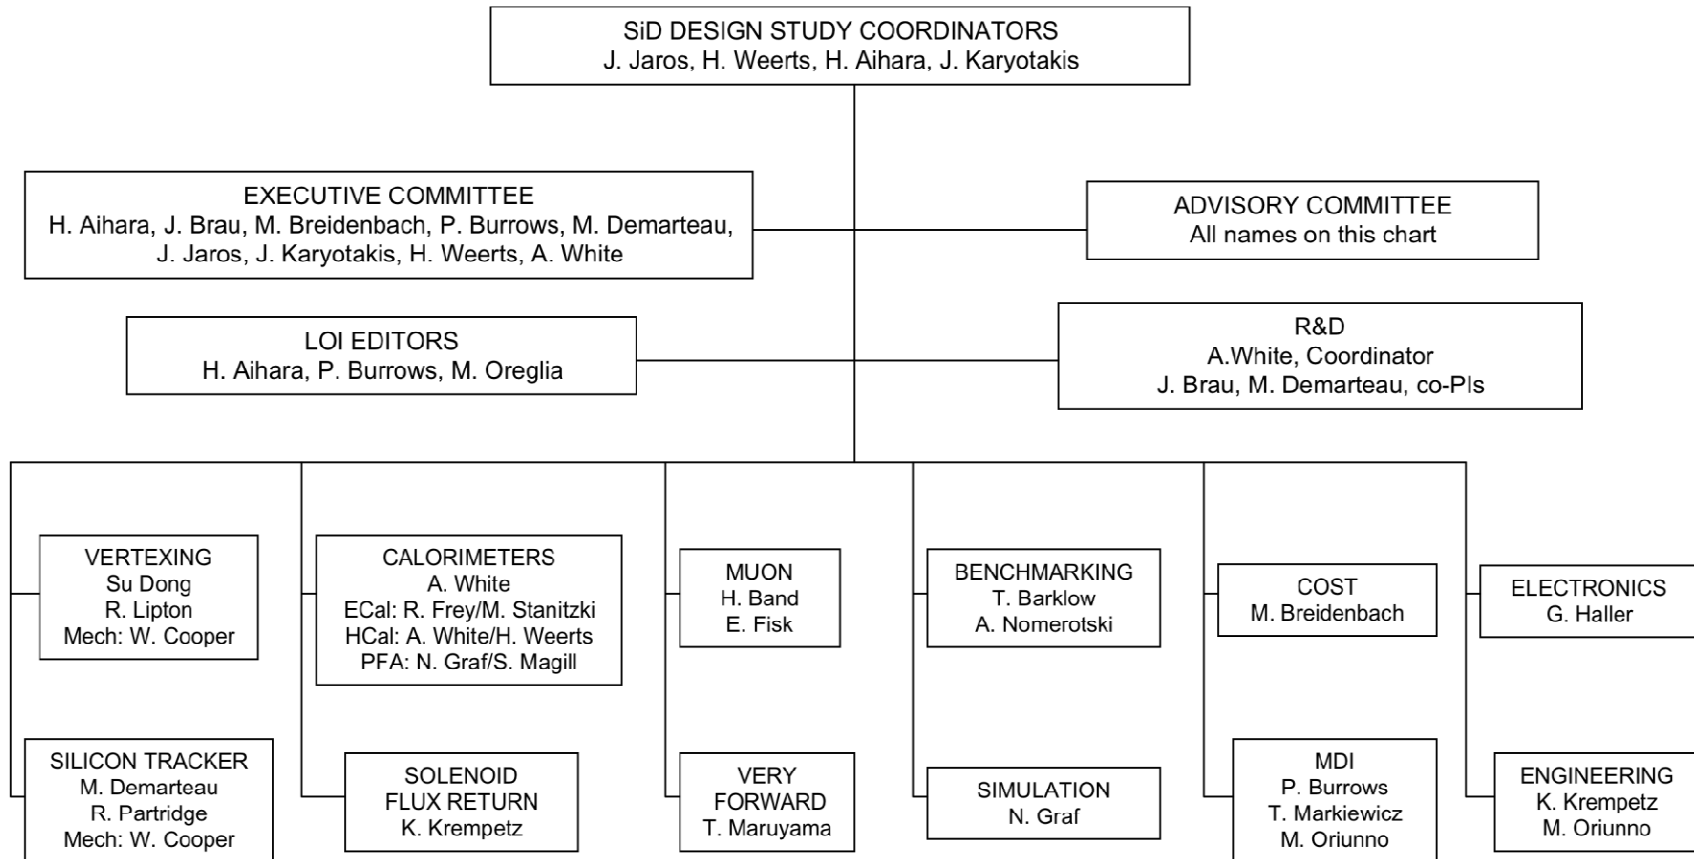 SiD DESIGN STUDY COORDINATORS
J. Jaros, H. Weerts, H. Aihara, J. Karyotakis
EXECUTIVE COMMITTEE
H. Aihara, J. Brau, M. Breidenbach, P. Burrows, M. Demarteau,
J. Jaros, J. Karyotakis, H. Weerts, A. White
ADVISORY COMMITTEE
All names on this chart
LOI EDITORS
H. Aihara, P. Burrows, M. Oreglia
R&D
A.White, Coordinator
J. Brau, M. Demarteau, co-PIs
VERTEXING
Su Dong
R. Lipton
Mech: W. Cooper
CALORIMETERS
A. White
ECal: R. Frey/M. Stanitzki
HCal: A. White/H. Weerts
PFA: N. Graf/S. Magill
MUON
H. Band
E. Fisk
BENCHMARKING
T. Barklow
A. Nomerotski
COST
M. Breidenbach
ELECTRONICS
G. Haller
SILICON TRACKER
M. Demarteau
R. Partridge
Mech: W. Cooper
SOLENOID
FLUX RETURN
K. Krempetz
VERY
FORWARD
T. Maruyama
SIMULATION
N. Graf
MDI
P. Burrows
T. Markiewicz
M. Oriunno
ENGINEERING
K. Krempetz
M. Oriunno